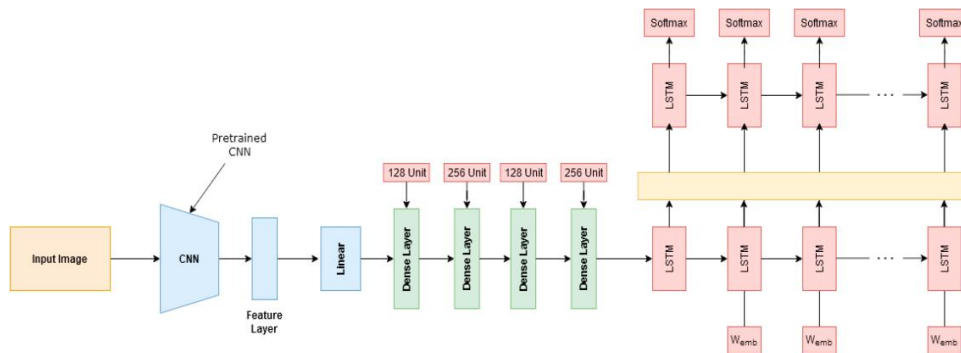 Softmax
Softmax
Softmax
Softmax
LSTM
LSTM
LSTM
...
LSTM
Pretrained
CNN
128 Unit
256 Unit
128 Unit
256 Unit
Input Image
CNN
Feature
Layer
Linear
Dense Layer
Dense Layer
Dense Layer
Dense Layer
LSTM
LSTM
LSTM
...
LSTM
Wemb
Wemb
Wemb